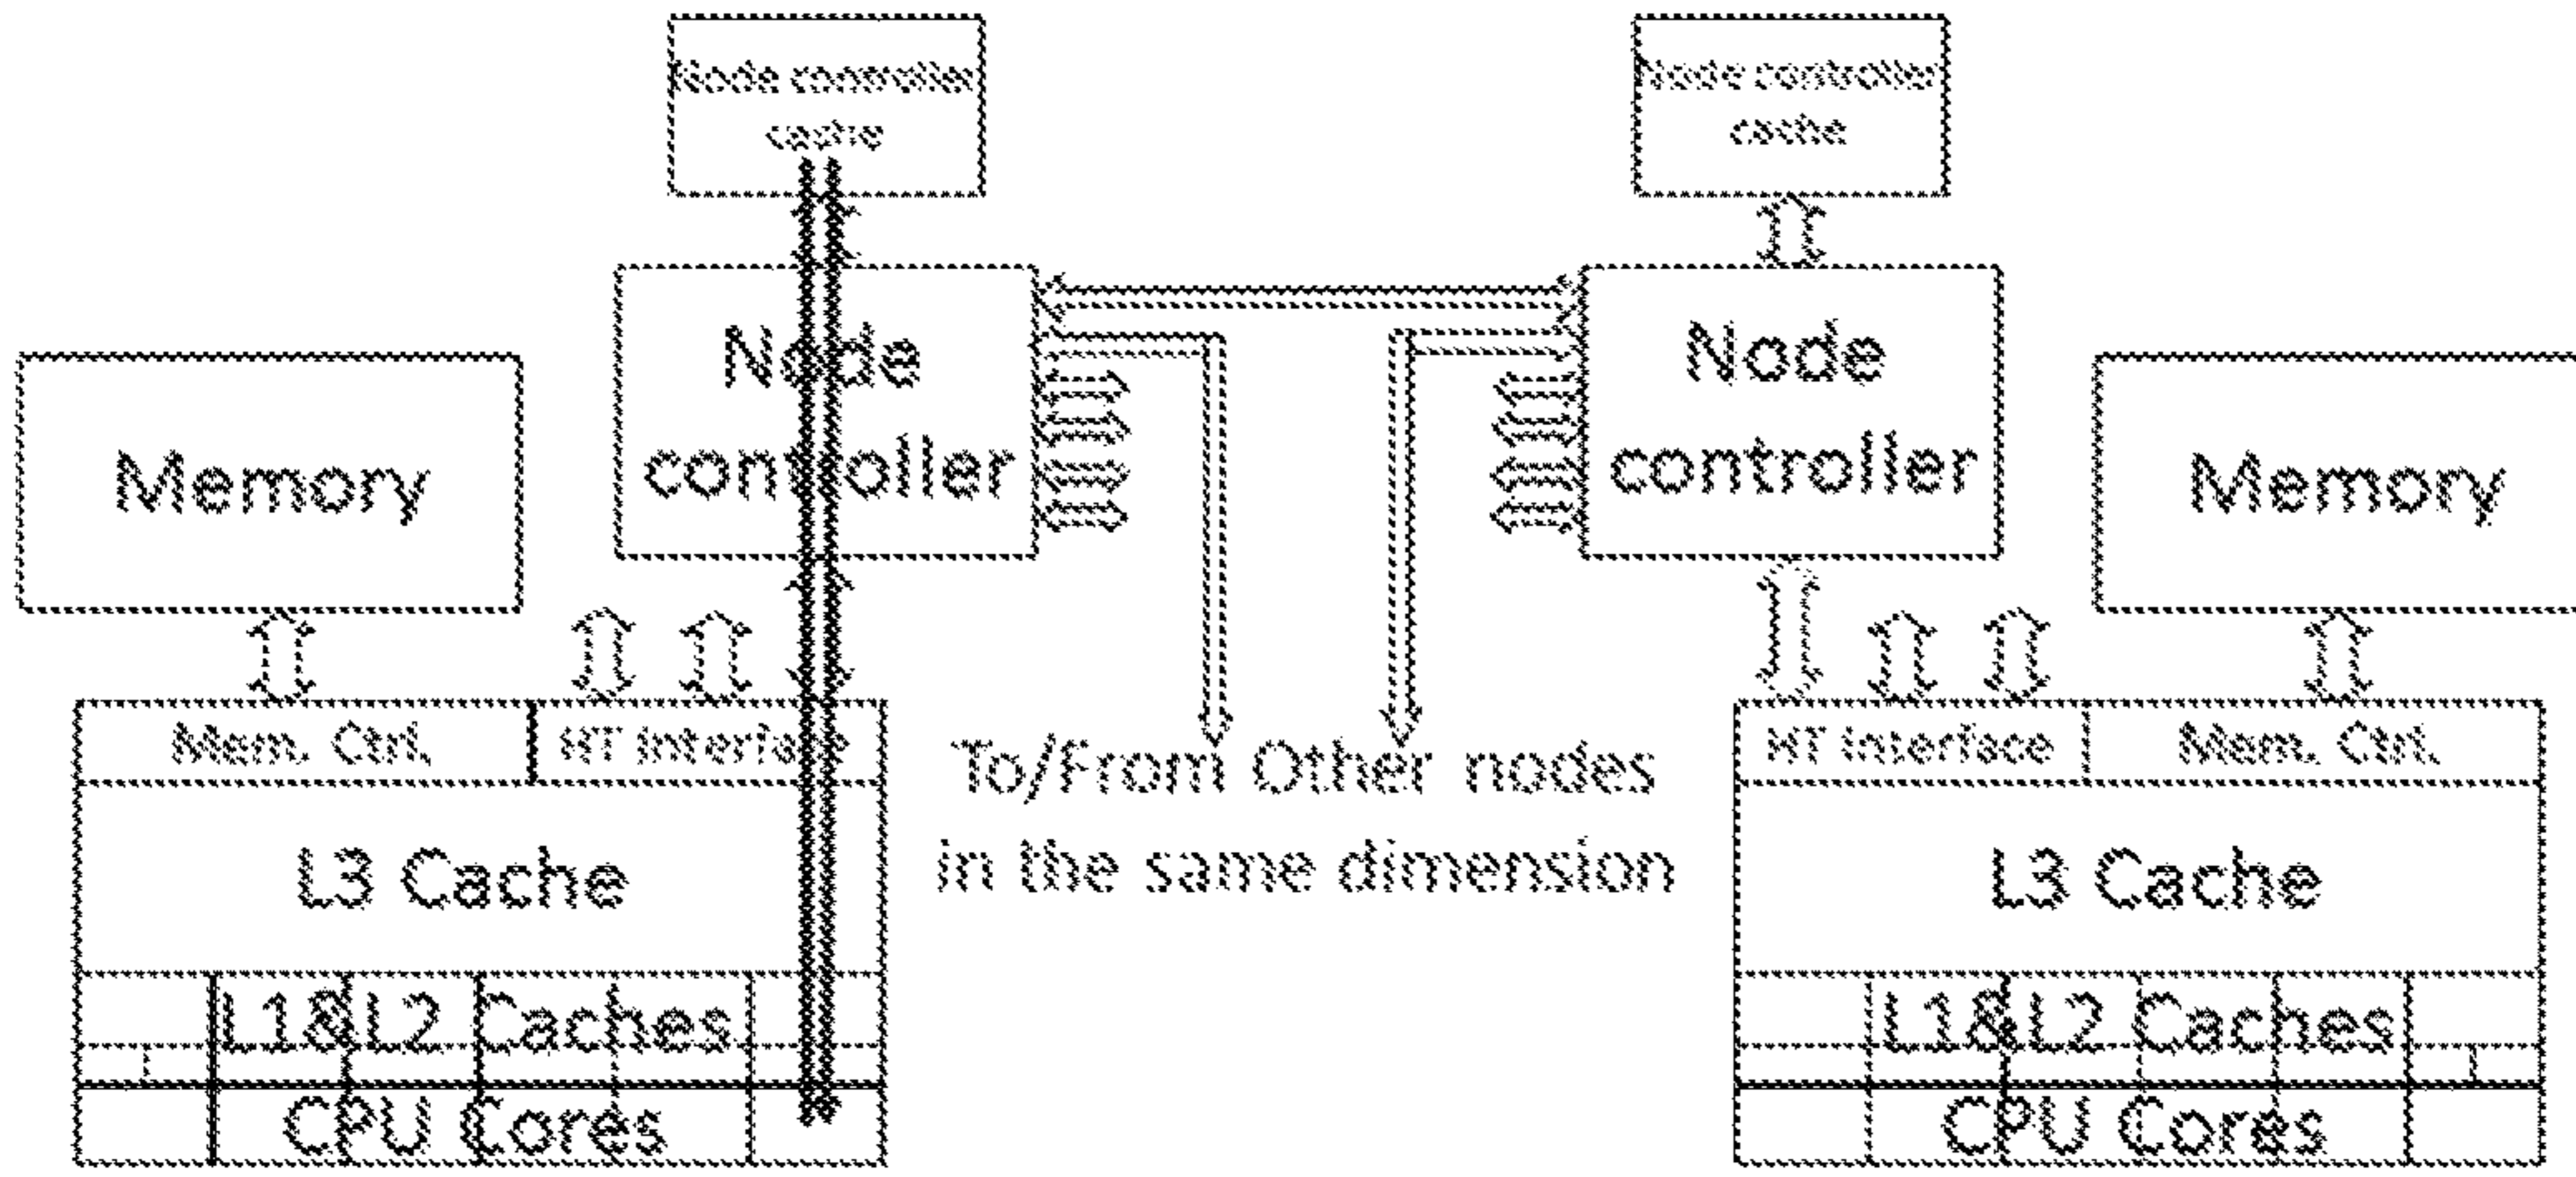 Node controller
cache
Node controller
cache
Node
controller
Node
controller
Memory
Memory
Mem. Ctrl.
HT Interface
To/From Other nodes
in the same dimension
HT Interface
Mem. Ctrl.
L3 Cache
L3 Cache
L1&L2 Caches
L1&L2 Caches
CPU Cores
CPU Cores